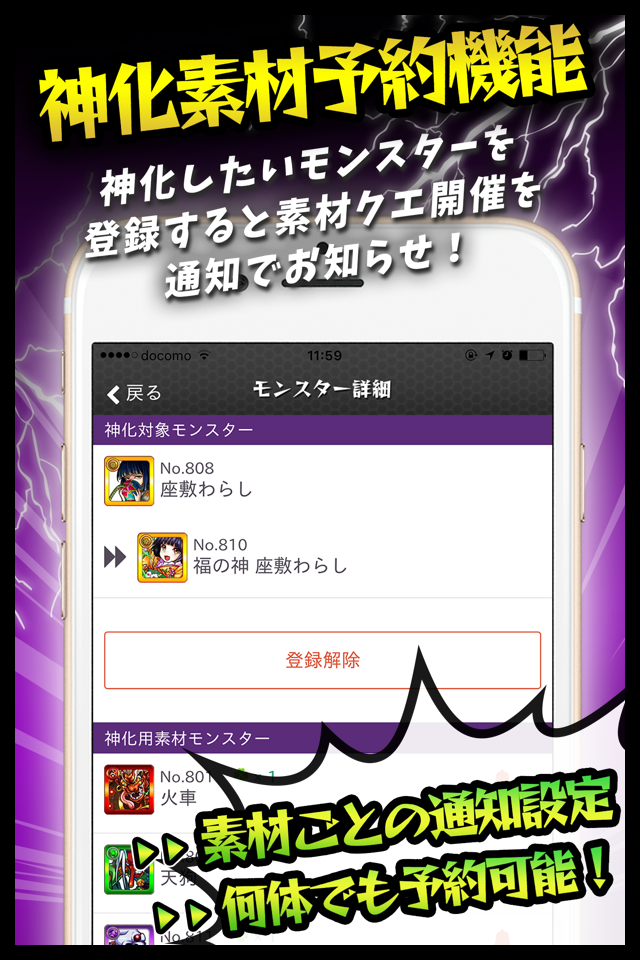 神化素材予約機能
神化したいモンスターを
登録すると素材クエ開催を
通知でお知らせ！
docomo
11:59
戻る
モンスター詳細
神化対象モンスター
No.808
座敷わらし
No.810
福の神 座敷わらし
登録解除
神化用素材モンスター
No.801
火車
天狗
素材ごとの通知設定
何体でも予約可能！